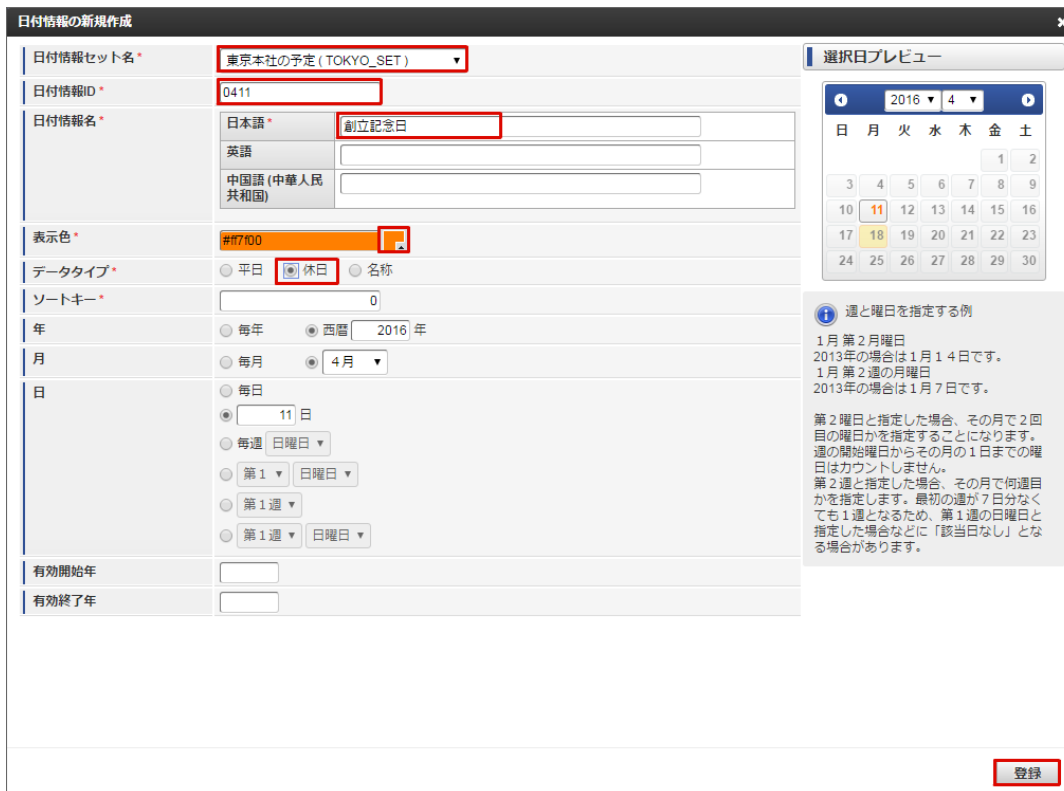 日付情報の新規作成
日付情報セット名*
東京本社の予定 ( TOKYO_SET )
日付情報ID*
0411
日付情報名*
日本語*
創立記念日
英語
中国語 (中華人民
共和国)
表示色*
#ff7f00
データタイプ*
平日 休日 名称
ソートキー*
0
年
毎年 西暦 2016 年
月
毎月 4月
日
毎日
11 日
毎週 日曜日
第1 日曜日
第1週
第1週 日曜日
有効開始年
有効終了年
選択日プレビュー
2016 4
日 月 火 水 木 金 土
1 2
3 4 5 6 7 8 9
10 11 12 13 14 15 16
17 18 19 20 21 22 23
24 25 26 27 28 29 30
週と曜日を指定する例
1月 第2月曜日
2013年の場合は1月14日です。
1月 第2週の月曜日
2013年の場合は1月7日です。
第2曜日と指定した場合、その月で2回
目の曜日かを指定することになります。
週の開始曜日からその月の1日までの曜
日はカウントしません。
第2週と指定した場合、その月で何週目
かを指定します。最初の週が7日分なく
ても1週となるため、第1週の日曜日と
指定した場合などに「該当日なし」とな
る場合があります。
登録